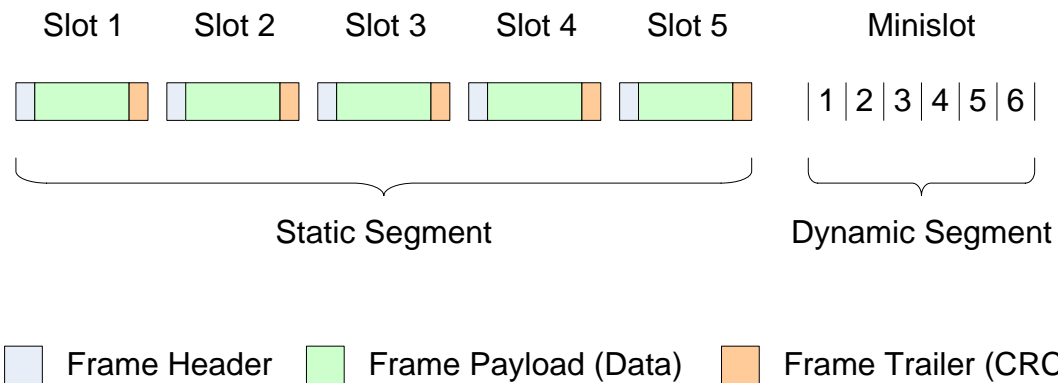 Slot 1 Slot 2 Slot 3 Slot 4 Slot 5 Minislot
1 2 3 4 5 6
Static Segment Dynamic Segment
Frame Header Frame Payload (Data) Frame Trailer (CRC